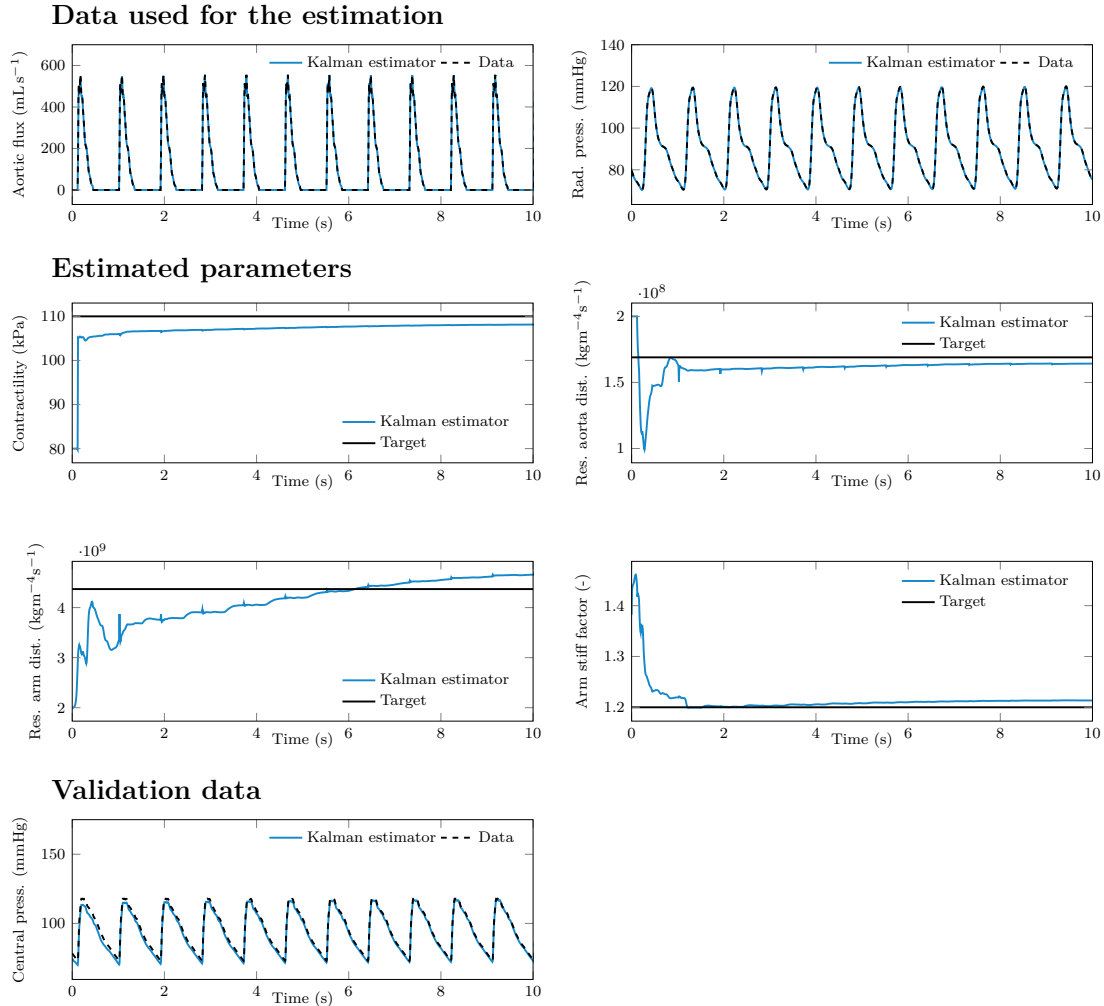 Data used for the estimation
Aortic flux (mL s−1)
600
400
200
0
Kalman estimator Data
0 2 4 6 8 10
Time (s)
Rad. press. (mmHg)
140
120
100
80
Kalman estimator Data
0 2 4 6 8 10
Time (s)
Estimated parameters
Contractility (kPa)
110
100
90
80
Kalman estimator
Target
0 2 4 6 8 10
Time (s)
Res. aorta dist. (kgm−4s−1)
·10⁸
2
1.5
1
Kalman estimator
Target
0 2 4 6 8 10
Time (s)
Res. arm dist. (kgm−4s−1)
·10⁹
4
3
2
Kalman estimator
Target
0 2 4 6 8 10
Time (s)
Arm stiff factor (-)
1.4
1.3
1.2
Kalman estimator
Target
0 2 4 6 8 10
Time (s)
Validation data
Central press. (mmHg)
150
100
Kalman estimator Data
0 2 4 6 8 10
Time (s)